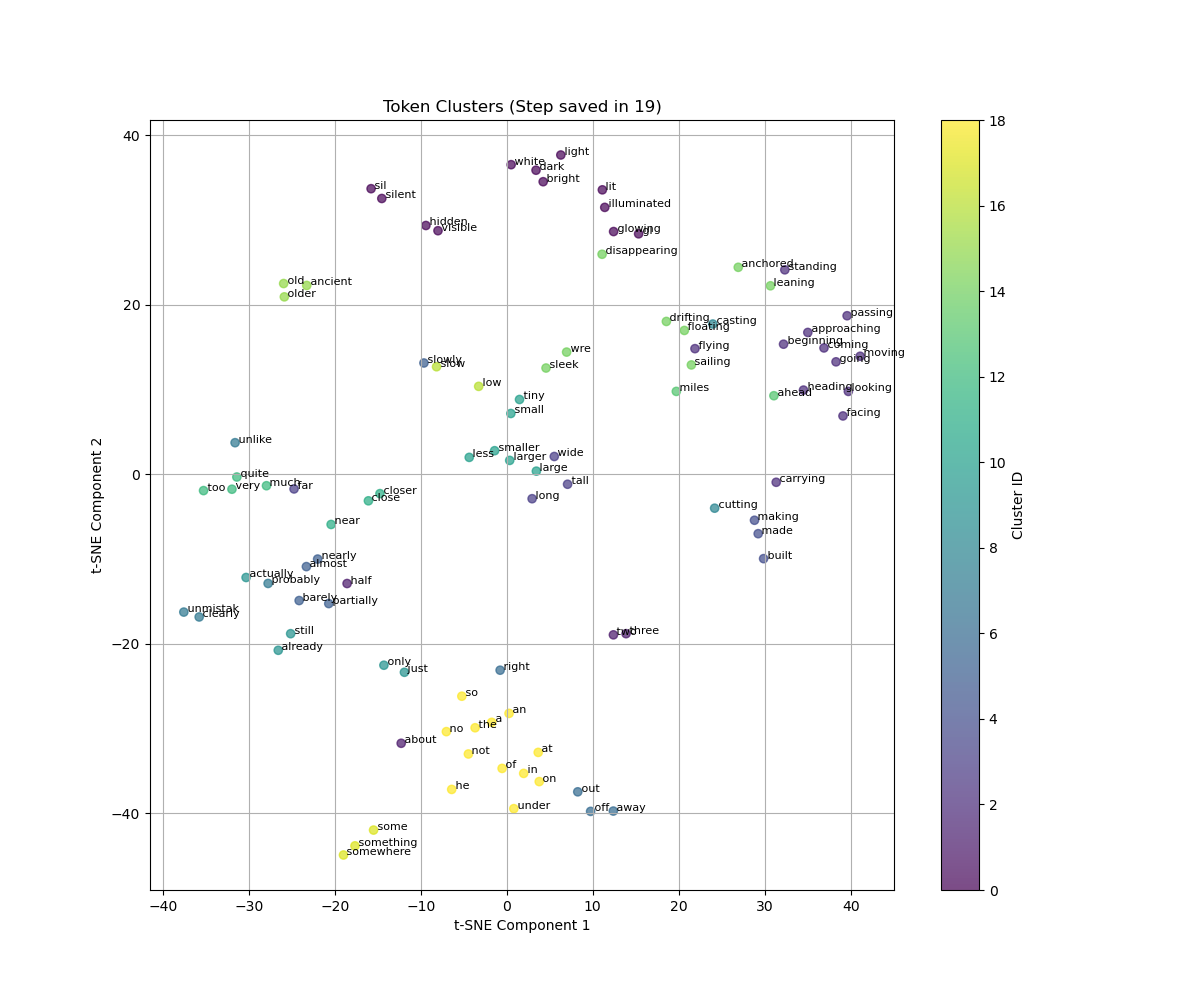 Token Clusters (Step saved in 19)
40
20
0
−20
−40
t-SNE Component 2
−40
−30
−20
−10
0
10
20
30
40
t-SNE Component 1
light
white
dark
bright
sil
silent
lit
illuminated
hidden
visible
glowing
disappearing
anchored
standing
leaning
old
ancient
older
passing
drifting
floating
casting
approaching
beginning
coming
moving
going
flying
wre
sleek
sailing
slowly
slow
low
miles
ahead
heading
looking
tiny
small
facing
unlike
less
smaller
larger
wide
large
tall
long
quite
too
very
much
far
closer
close
near
carrying
cutting
making
made
built
nearly
almost
actually
probably
half
barely
partially
unmistak
clearly
still
already
two
three
only
just
right
so
an
a
the
no
about
not
at
of
in
on
he
under
out
off
away
some
something
somewhere
18
16
14
12
10
8
6
4
2
0
Cluster ID